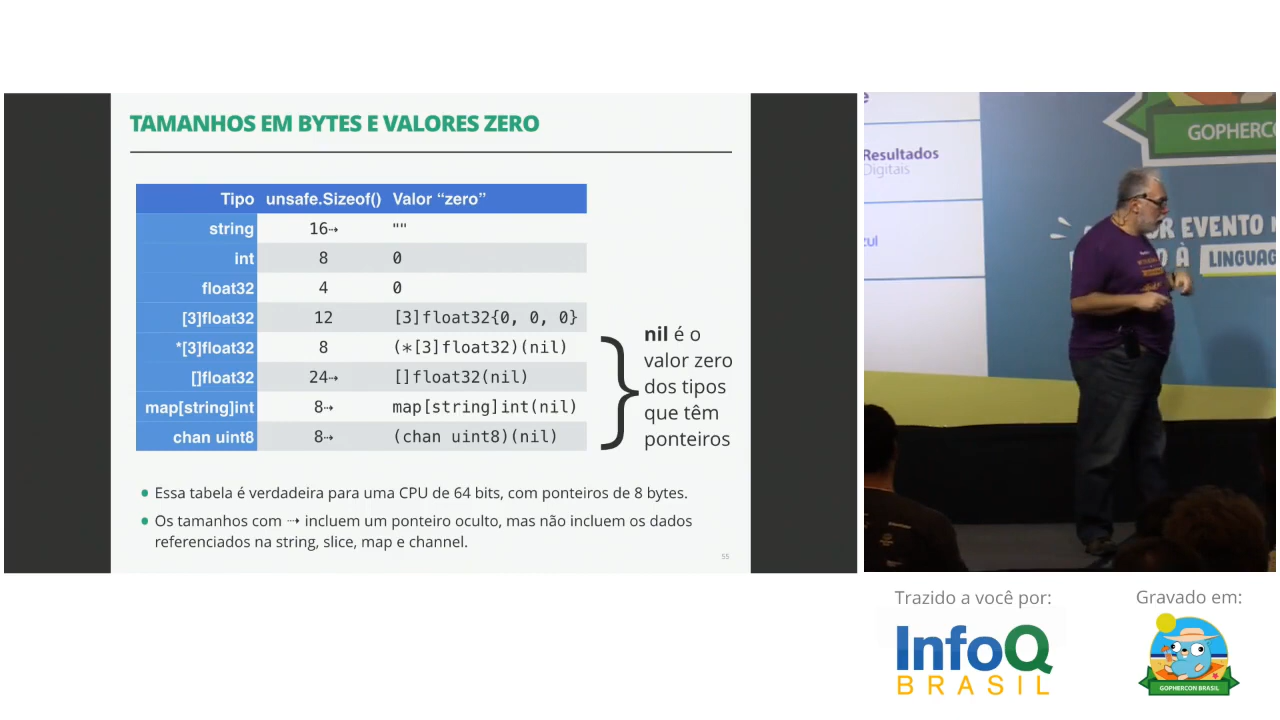 TAMANHOS EM BYTES E VALORES ZERO
Tipo unsafe.Sizeof() Valor “zero”
string 16⇢ ""
int 8 0
float32 4 0
[3]float32 12 [3]float32{0, 0, 0}
*[3]float32 8 (*[3]float32)(nil)
[]float32 24⇢ []float32(nil)
map[string]int 8⇢ map[string]int(nil)
chan uint8 8⇢ (chan uint8)(nil)
nil é o
valor zero
dos tipos
que têm
ponteiros
• Essa tabela é verdadeira para uma CPU de 64 bits, com ponteiros de 8 bytes.
• Os tamanhos com ⇢ incluem um ponteiro oculto, mas não incluem os dados
referenciados na string, slice, map e channel.
55
GOPHERC
Resultados
Digitais
EVENTO
À LINGUAG
Trazido a você por:
InfoQ
BRASIL
Gravado em:
GOPHERCON BRASIL